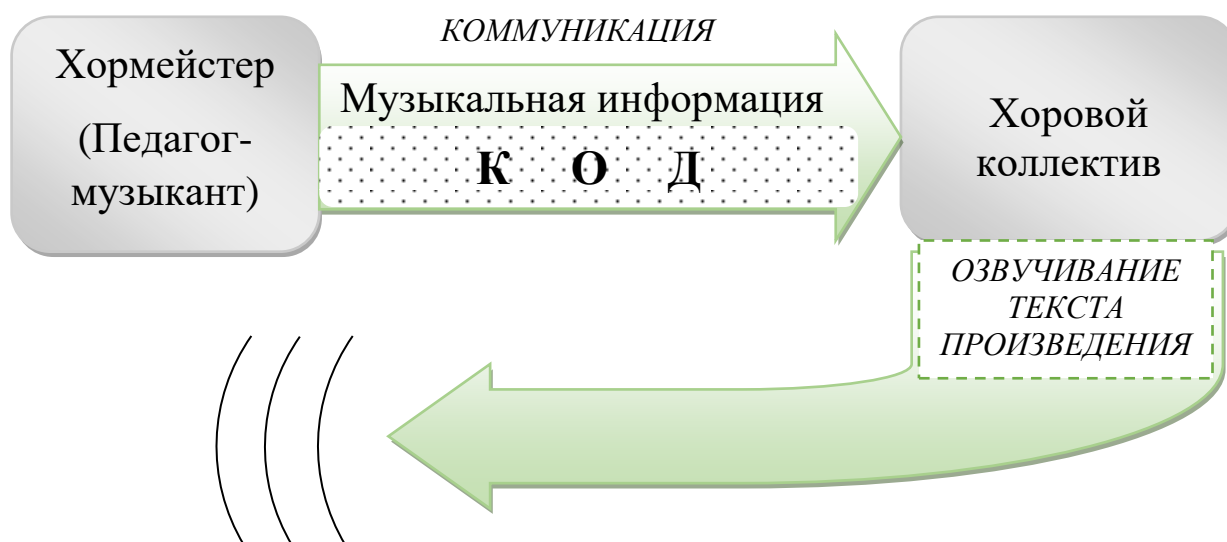 КОММУНИКАЦИЯ
Хормейстер
(Педагог-
музыкант)
Музыкальная информация
К О Д
Хоровой
коллектив
ОЗВУЧИВАНИЕ
ТЕКСТА
ПРОИЗВЕДЕНИЯ